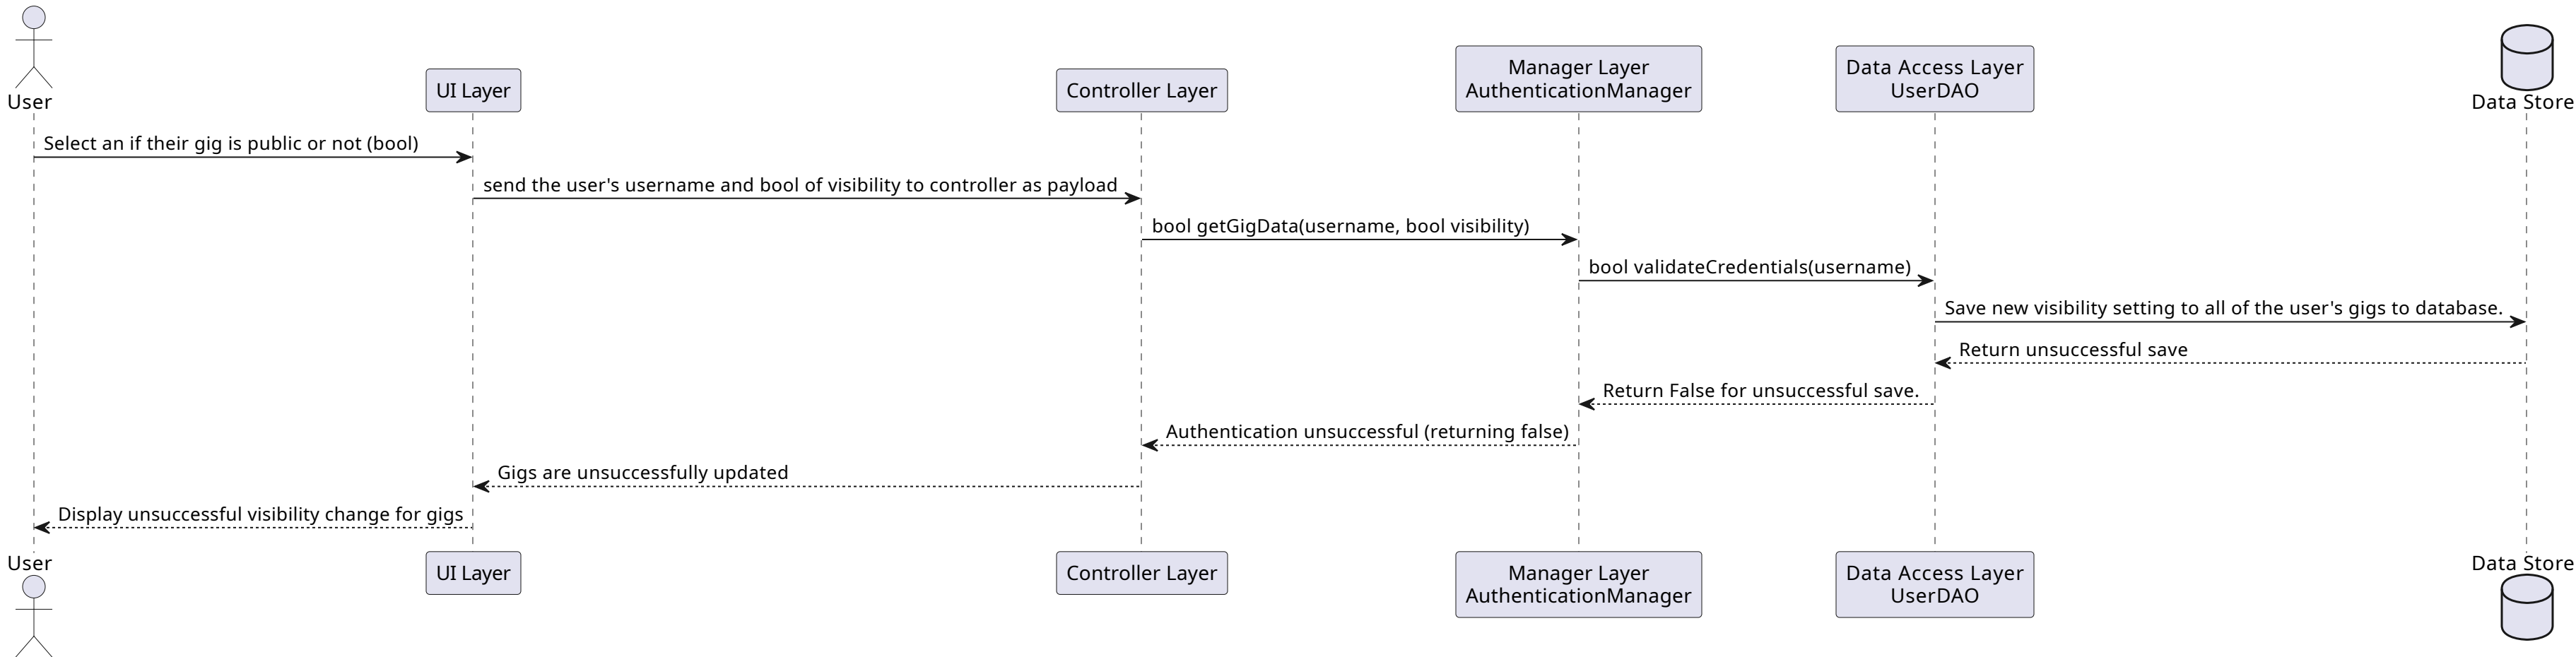 User
UI Layer
Controller Layer
Manager Layer
AuthenticationManager
Data Access Layer
UserDAO
Data Store
Select an if their gig is public or not (bool)
send the user's username and bool of visibility to controller as payload
bool getGigData(username, bool visibility)
bool validateCredentials(username)
Save new visibility setting to all of the user's gigs to database.
Return unsuccessful save
Return False for unsuccessful save.
Authentication unsuccessful (returning false)
Gigs are unsuccessfully updated
Display unsuccessful visibility change for gigs
User
UI Layer
Controller Layer
Manager Layer
AuthenticationManager
Data Access Layer
UserDAO
Data Store